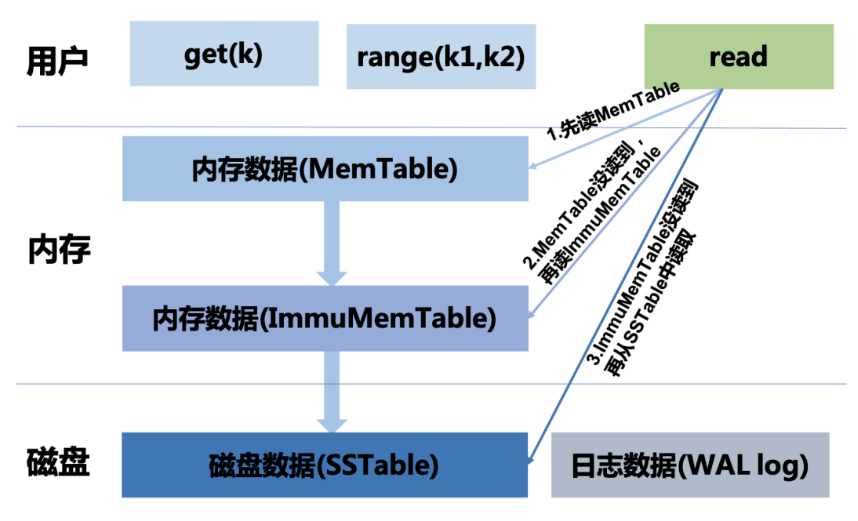 用户
get(k)
range(k1,k2)
read
1.先读MemTable
内存数据(MemTable)
2.MemTable没读到，
再读ImmuMemTable
3.ImmuMemTable没读到
再从SSTable中读取
内存
内存数据(ImmuMemTable)
磁盘
磁盘数据(SSTable)
日志数据(WAL log)